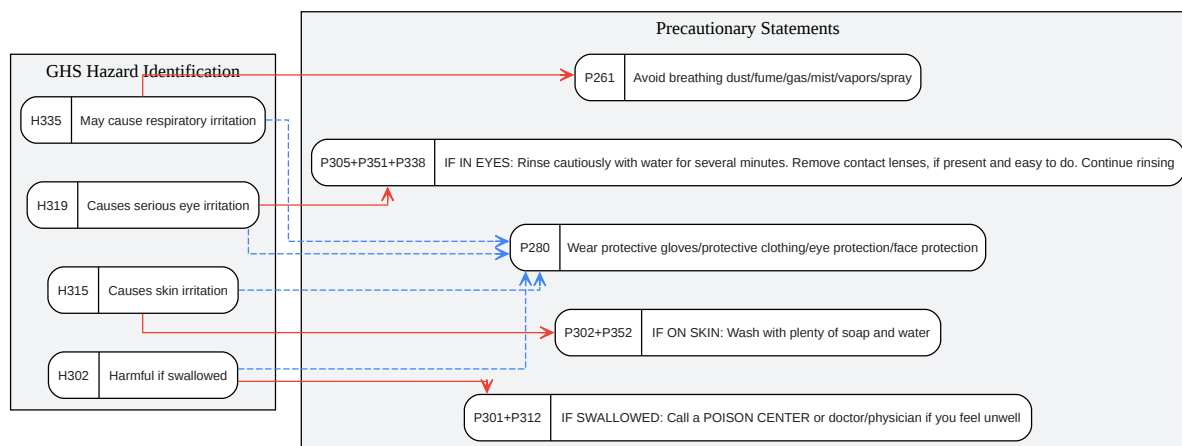 Precautionary Statements
GHS Hazard Identification
P261 Avoid breathing dust/fume/gas/mist/vapors/spray
H335 May cause respiratory irritation
P305+P351+P338 IF IN EYES: Rinse cautiously with water for several minutes. Remove contact lenses, if present and easy to do. Continue rinsing
H319 Causes serious eye irritation
P280 Wear protective gloves/protective clothing/eye protection/face protection
H315 Causes skin irritation
P302+P352 IF ON SKIN: Wash with plenty of soap and water
H302 Harmful if swallowed
P301+P312 IF SWALLOWED: Call a POISON CENTER or doctor/physician if you feel unwell